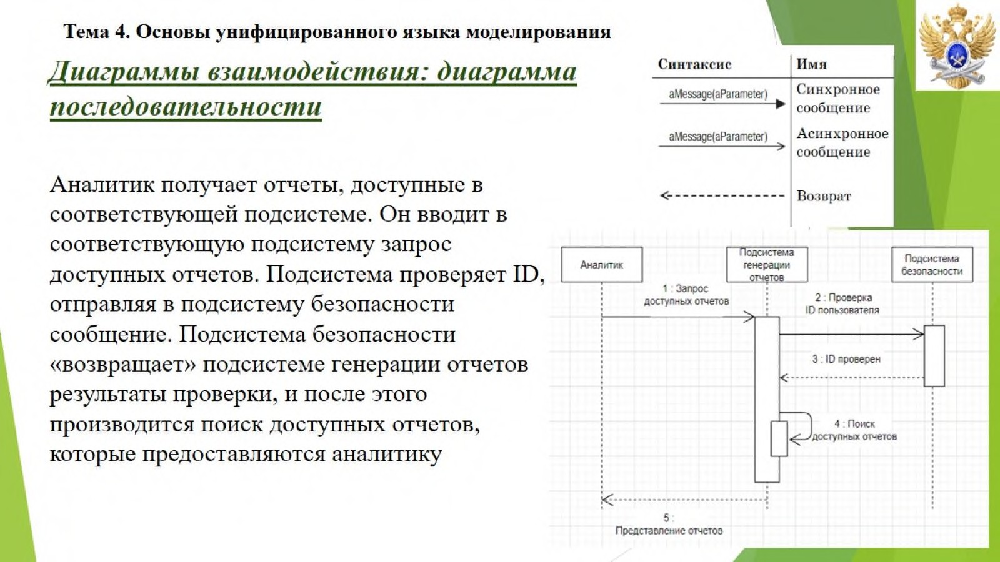 Тема 4. Основы унифицированного языка моделирования
Диаграммы взаимодействия: диаграмма
последовательности
Аналитик получает отчеты, доступные в
соответствующей подсистеме. Он вводит в
соответствующую подсистему запрос
доступных отчетов. Подсистема проверяет ID,
отправляя в подсистему безопасности
сообщение. Подсистема безопасности
«возвращает» подсистеме генерации отчетов
результаты проверки, и после этого
производится поиск доступных отчетов,
которые предоставляются аналитику
Синтаксис Имя
aMessage(aParameter) Синхронное
сообщение
aMessage(aParameter) Асинхронное
сообщение
Возврат
Аналитик
Подсистема
генерации
отчетов
Подсистема
безопасности
1 : Запрос
доступных отчетов
2 : Проверка
ID пользователя
3 : ID проверен
4 : Поиск
доступных отчетов
5 :
Представление отчетов